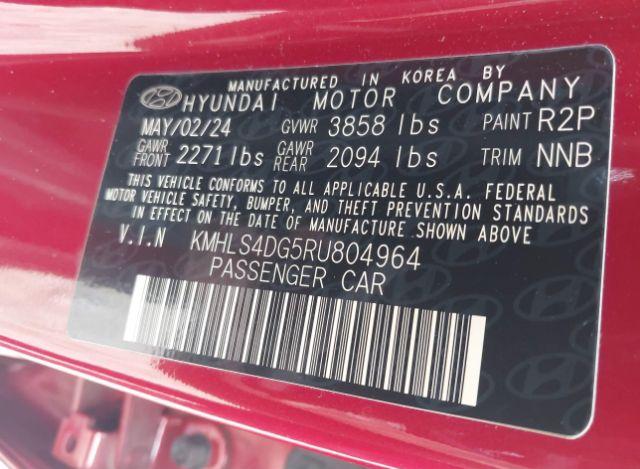 MANUFACTURED IN KOREA BY
HYUNDAI MOTOR COMPANY
MAY/02/24 GVWR 3858 lbs PAINT R2P
GAWR FRONT 2271 lbs GAWR REAR 2094 lbs TRIM NNB
THIS VEHICLE CONFORMS TO ALL APPLICABLE U.S.A. FEDERAL
MOTOR VEHICLE SAFETY, BUMPER, AND THEFT PREVENTION STANDARDS
IN EFFECT ON THE DATE OF MANUFACTURE SHOWN ABOVE.
V.I.N KMHLS4DG5RU804964
PASSENGER CAR